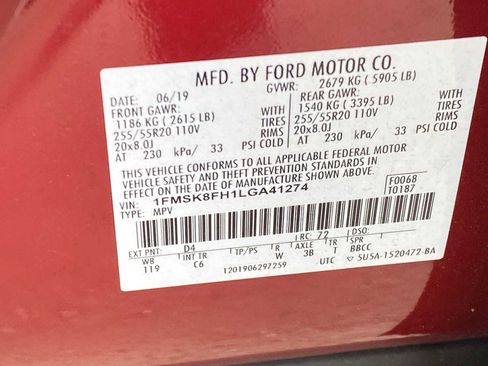 MFD. BY FORD MOTOR CO.
DATE: 06/19 GVWR: 2679 KG ( 5905 LB)
FRONT GAWR: REAR GAWR:
1186 KG ( 2615 LB) WITH 1540 KG ( 3395 LB) WITH
255/55R20 110V TIRES 255/55R20 110V TIRES
20x8.0J RIMS 20x8.0J RIMS
AT 230 kPa/ 33 PSI COLD AT 230 kPa/ 33 PSI COLD
THIS VEHICLE CONFORMS TO ALL APPLICABLE FEDERAL MOTOR
VEHICLE SAFETY AND THEFT PREVENTION STANDARDS IN EFFECT
ON THE DATE OF MANUFACTURE SHOWN ABOVE.
VIN: 1FMSK8FH1LGA41274 F0068
TYPE: MPV T0187
EXT PNT: D4 RC: 72 DSO:
WB INT TR TP/PS R AXLE TR SPR
119 C6 W 3B T BBCC
1201906297259 UTC 5U5A-1520472-BA